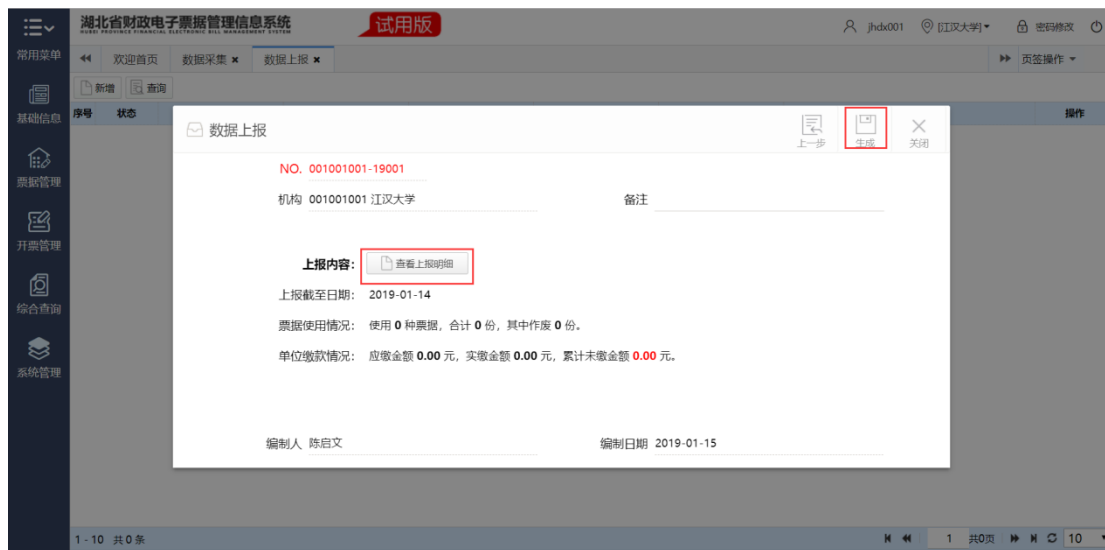 湖北省财政电子票据管理信息系统 试用版 jhdx001 [江汉大学] 密码修改
HUBEI PROVINCE FINANCIAL ELECTRONIC BILL MANAGEMENT SYSTEM
常用菜单 欢迎首页 数据采集 × 数据上报 × 页签操作
新增 查询
基础信息 序号 状态 操作
数据上报 上一步 生成 关闭
NO. 001001001-19001
票据管理
机构 001001001 江汉大学 备注
开票管理
上报内容: 查看上报明细
上报截至日期: 2019-01-14
综合查询
票据使用情况: 使用 0 种票据, 合计 0 份, 其中作废 0 份。
单位缴款情况: 应缴金额 0.00 元, 实缴金额 0.00 元, 累计未缴金额 0.00 元。
系统管理
编制人 陈启文 编制日期 2019-01-15
1 - 10 共 0 条 1 共0页 10